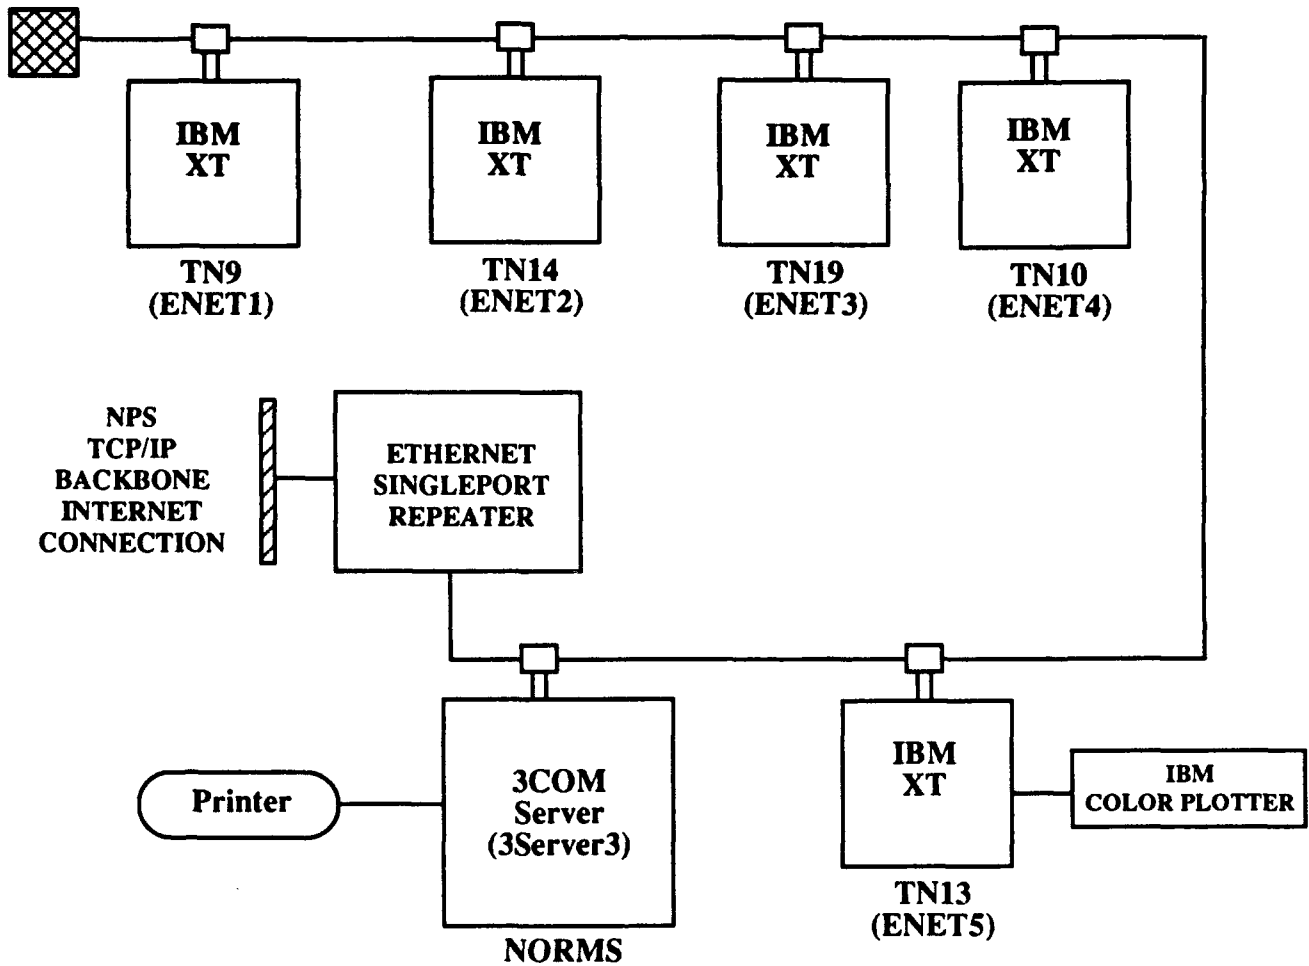 IBM
XT
TN9
(ENET1)
IBM
XT
TN14
(ENET2)
IBM
XT
TN19
(ENET3)
IBM
XT
TN10
(ENET4)
NPS
TCP/IP
BACKBONE
INTERNET
CONNECTION
ETHERNET
SINGLEPORT
REPEATER
Printer
3COM
Server
(3Server3)
NORMS
IBM
XT
TN13
(ENET5)
IBM
COLOR PLOTTER